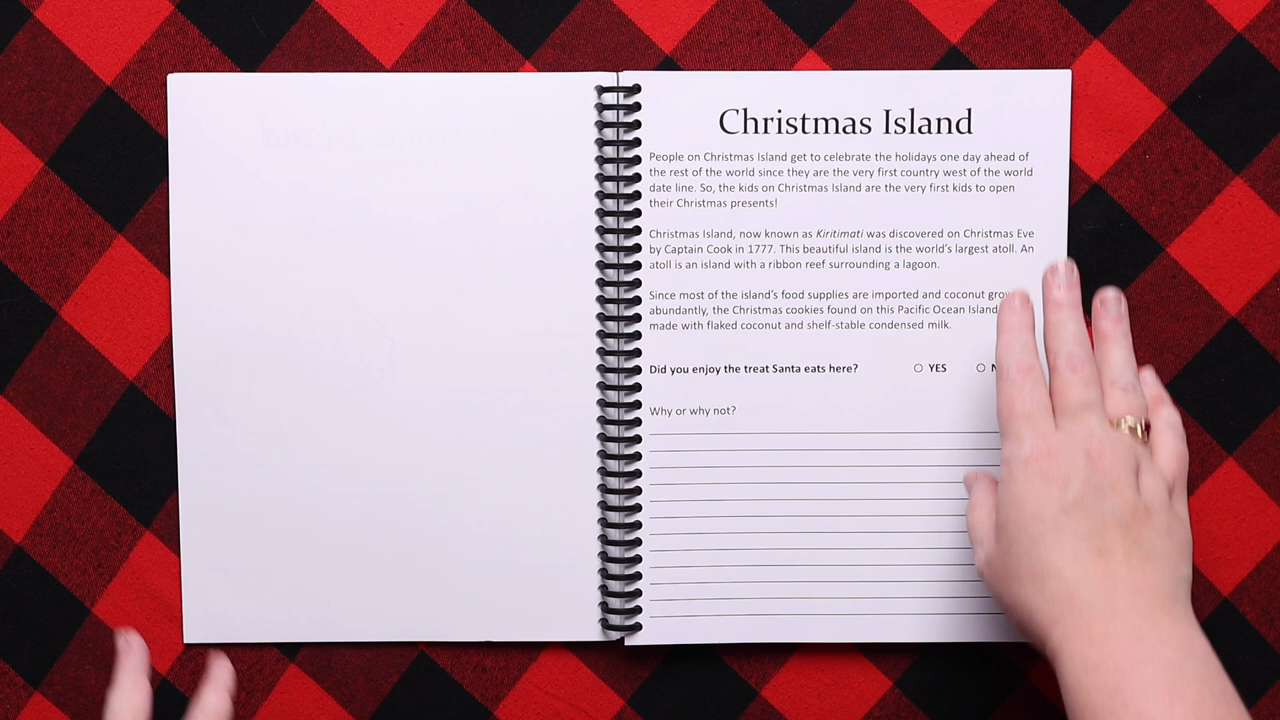 Christmas Island
People on Christmas Island get to celebrate the holidays one day ahead of
the rest of the world since they are the very first country west of the world
date line. So, the kids on Christmas Island are the very first kids to open
their Christmas presents!
Christmas Island, now known as Kiritimati was discovered on Christmas Eve
by Captain Cook in 1777. This beautiful island is the world's largest atoll. An
atoll is an island with a ribbon reef surrounding a lagoon.
Since most of the island's food supplies are imported and coconut
abundantly, the Christmas cookies found on this Pacific Ocean Island
made with flaked coconut and shelf-stable condensed milk.
Did you enjoy the treat Santa eats here? YES
Why or why not?